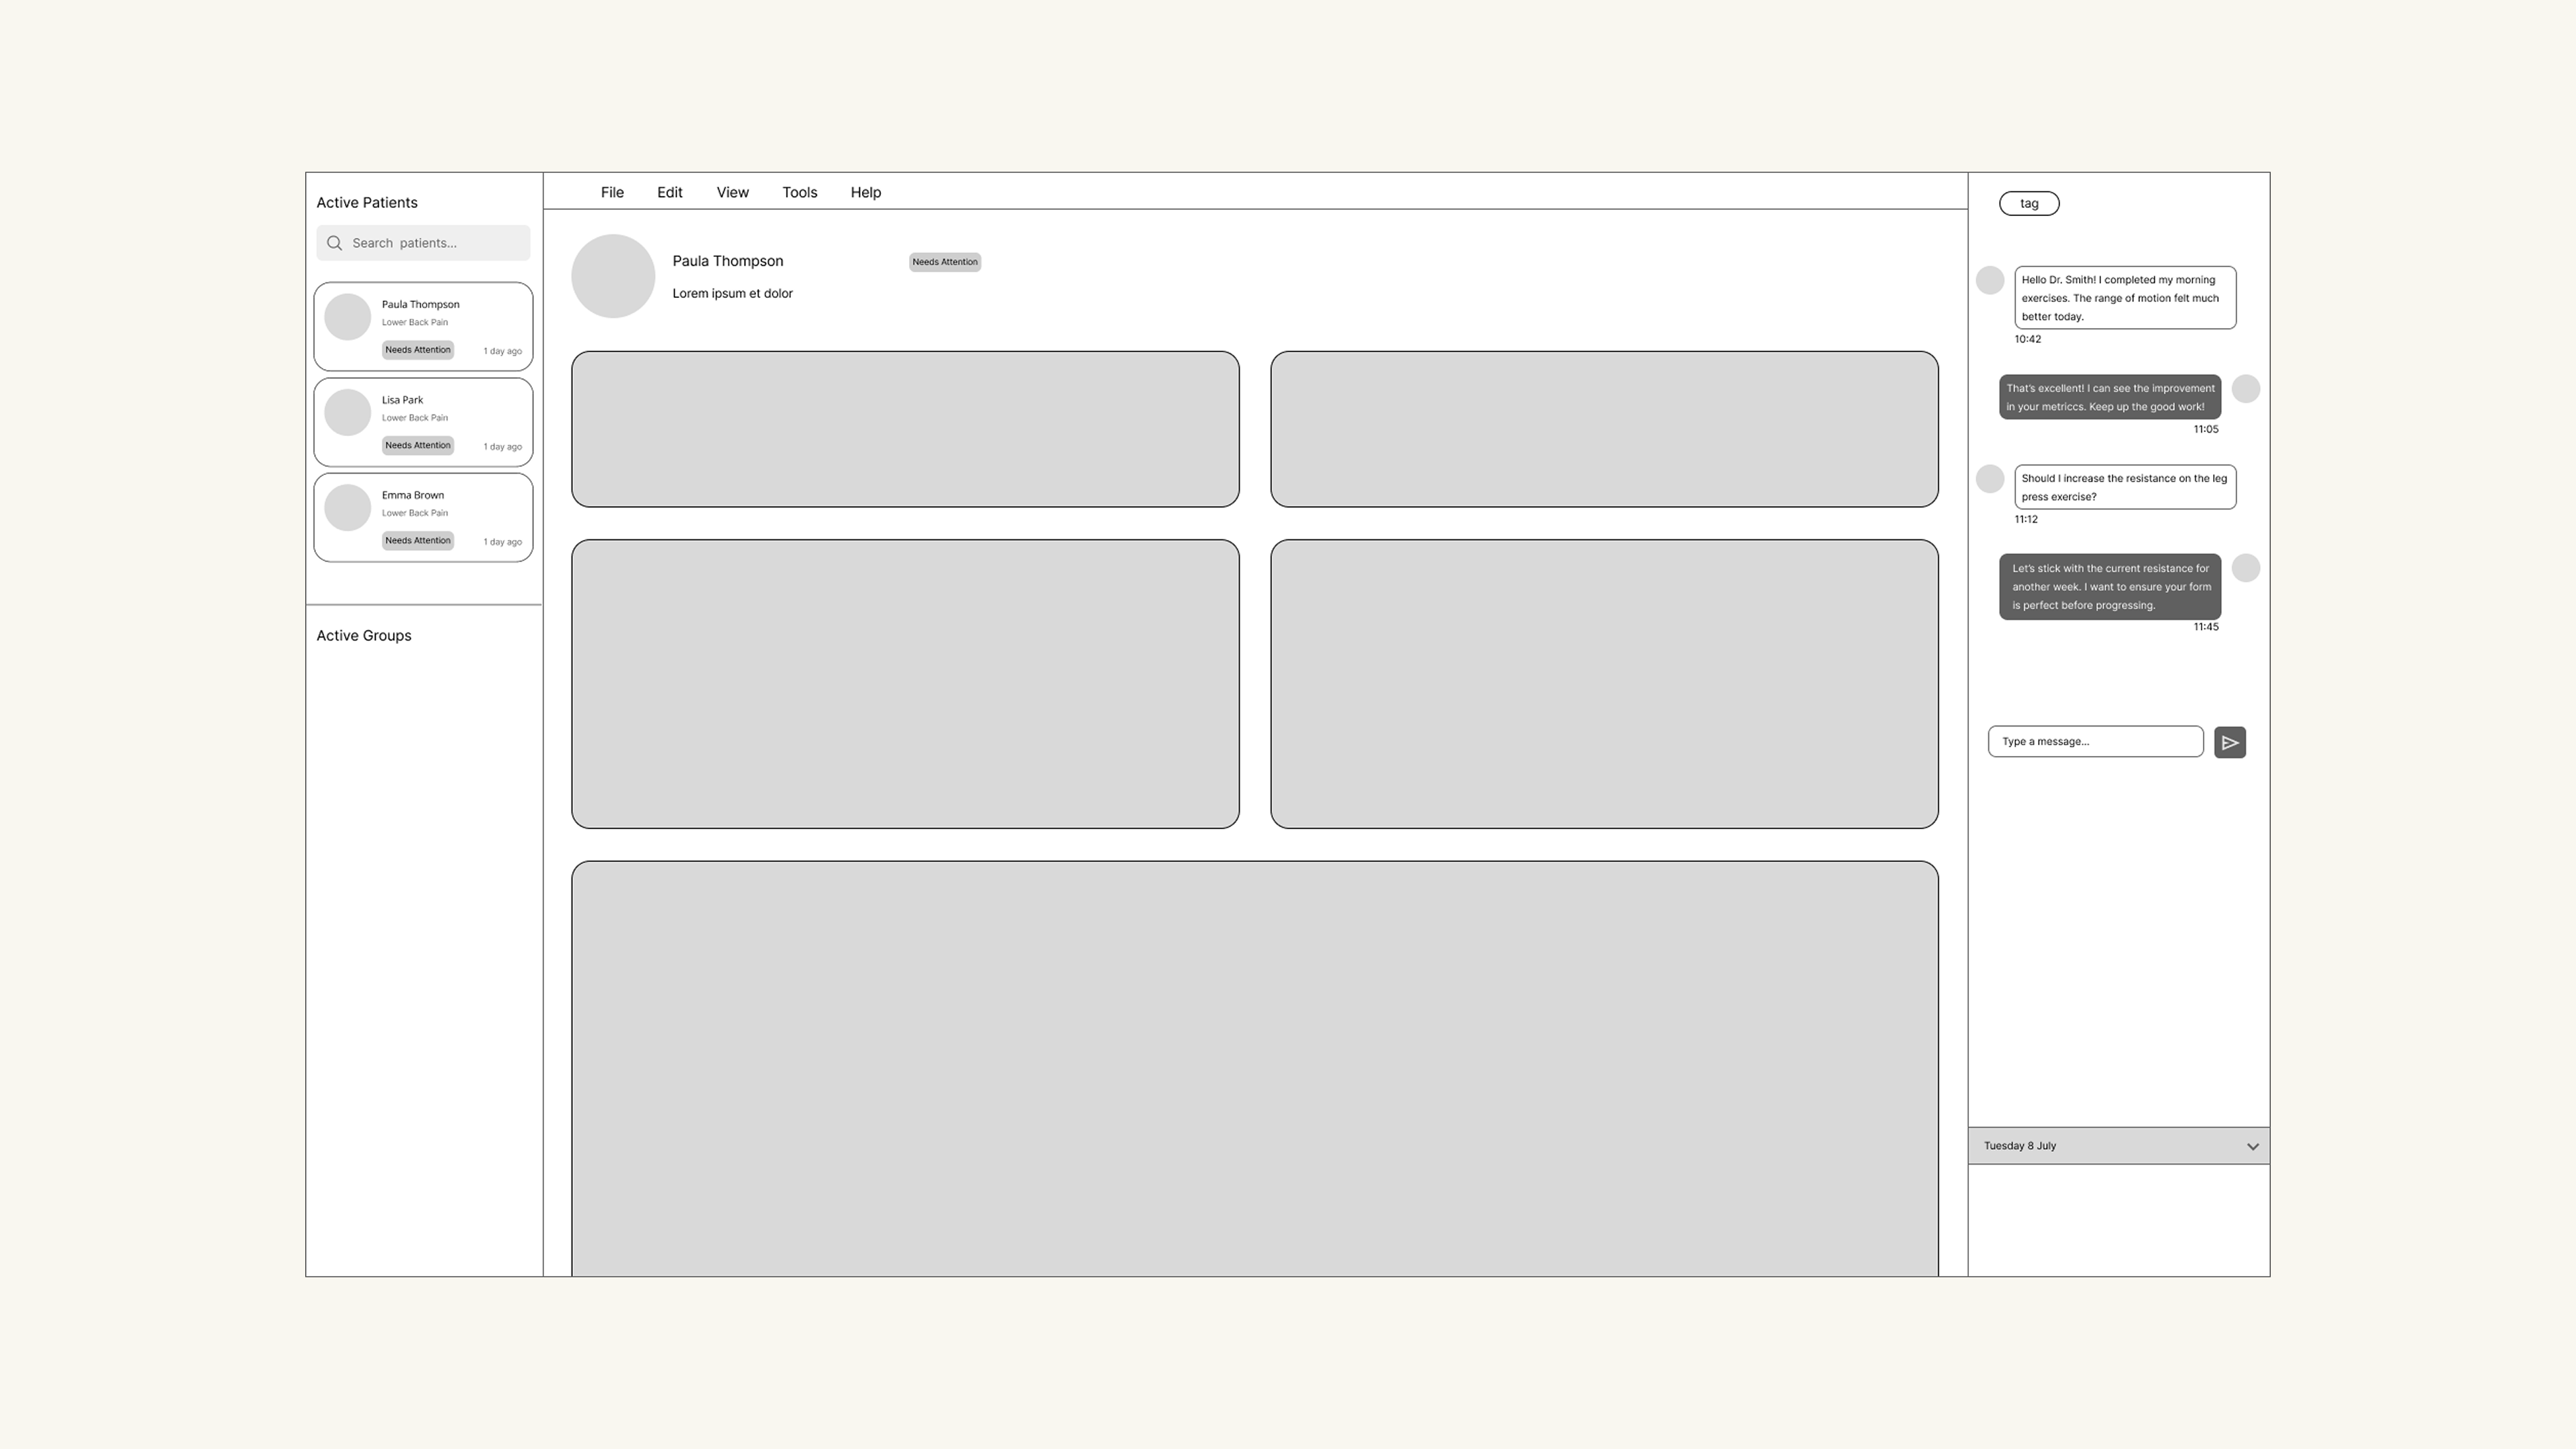 Active Patients
Search patients...
Paula Thompson
Lower Back Pain
Needs Attention
1 day ago
Lisa Park
Lower Back Pain
Needs Attention
1 day ago
Emma Brown
Lower Back Pain
Needs Attention
1 day ago
Active Groups
File Edit View Tools Help
Paula Thompson
Needs Attention
Lorem ipsum et dolor
tag
Hello Dr. Smith! I completed my morning
exercises. The range of motion felt much
better today.
10:42
That's excellent! I can see the improvement
in your metriccs. Keep up the good work!
11:05
Should I increase the resistance on the leg
press exercise?
11:12
Let's stick with the current resistance for
another week. I want to ensure your form
is perfect before progressing.
11:45
Type a message...
Tuesday 8 July